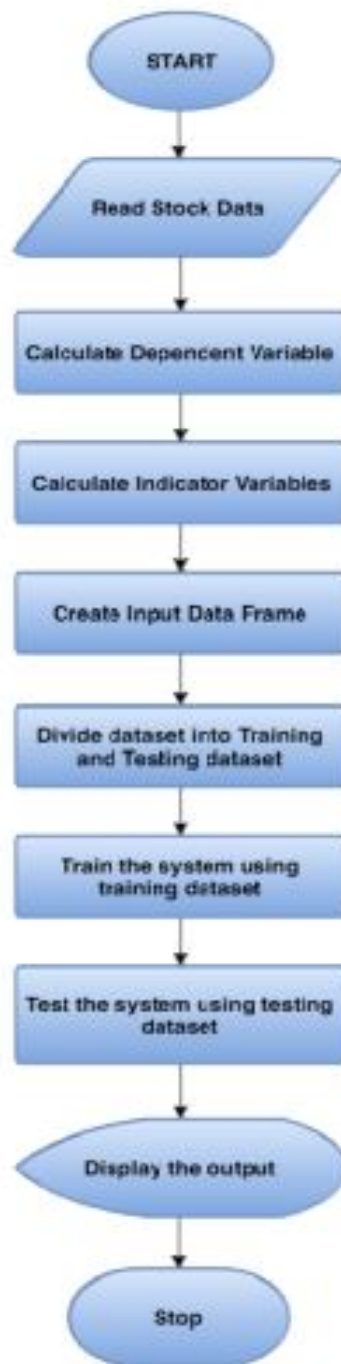 START
Read Stock Data
Calculate Depencent Variable
Calculate Indicator Variables
Create Input Data Frame
Divide dataset into Training
and Testing dataset
Train the system using
training dataset
Test the system using testing
dataset
Display the output
Stop